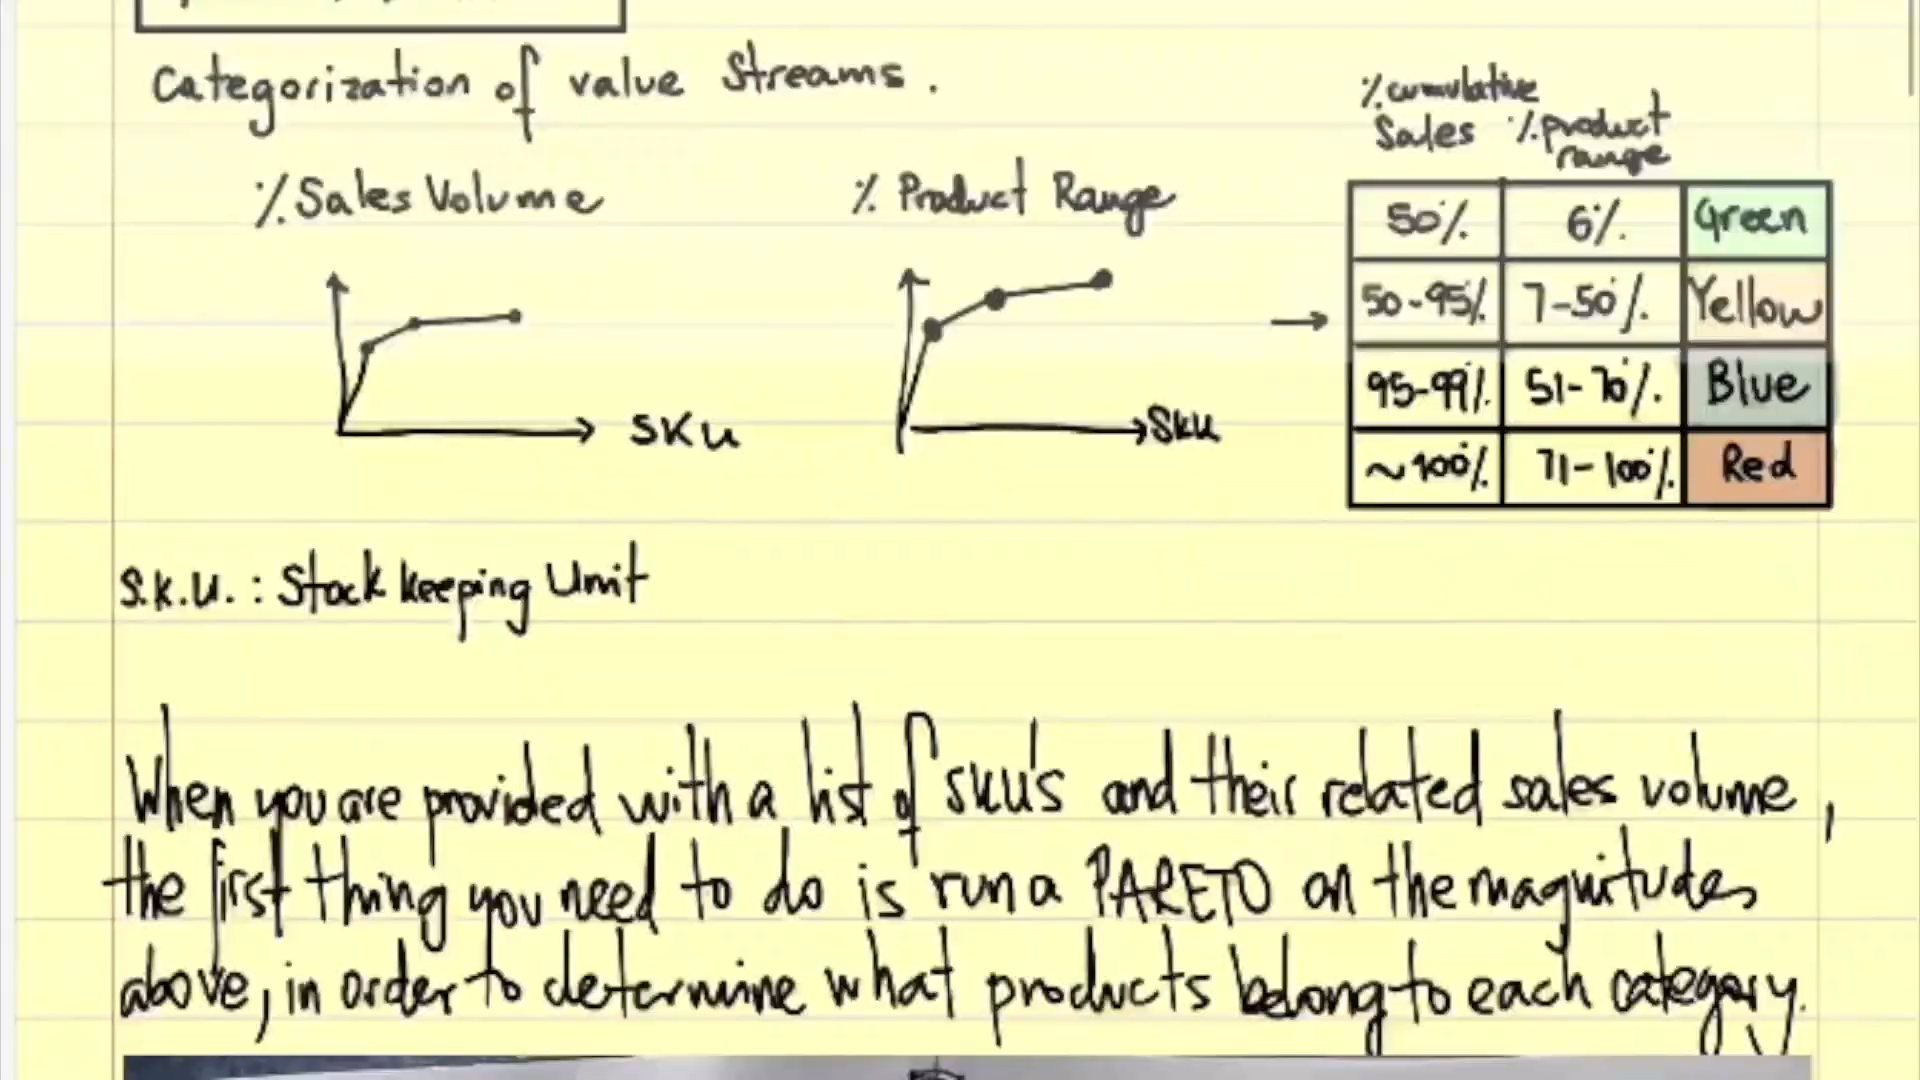 Categorization of value Streams.
% Sales Volume
SKU
% Product Range
SKU
% cumulative Sales % product range
50% 6% Green
50-95% 7-50% Yellow
95-99% 51-70% Blue
~100% 71-100% Red
S.K.U.: Stock keeping Unit
When you are provided with a list of SKU's and their related sales volume,
the first thing you need to do is run a PARETO on the magnitudes
above, in order to determine what products belong to each category.